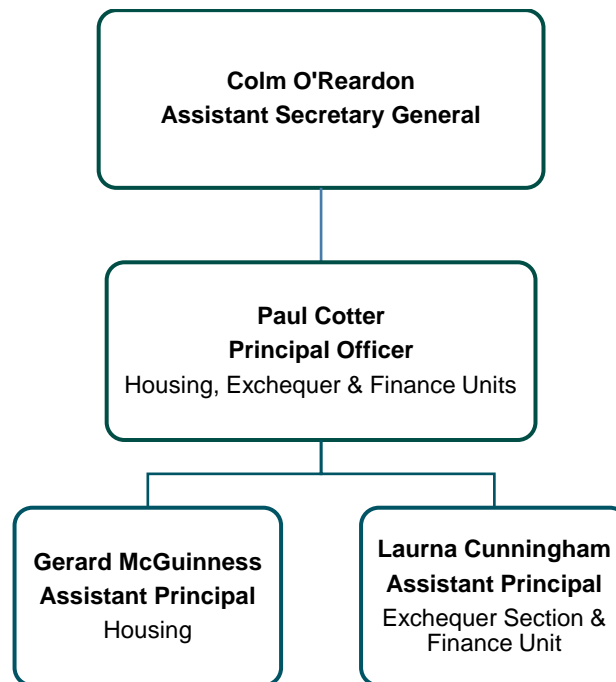 Colm O'Reardon
Assistant Secretary General
Paul Cotter
Principal Officer
Housing, Exchequer & Finance Units
Gerard McGuinness
Assistant Principal
Housing
Laurna Cunningham
Assistant Principal
Exchequer Section &
Finance Unit